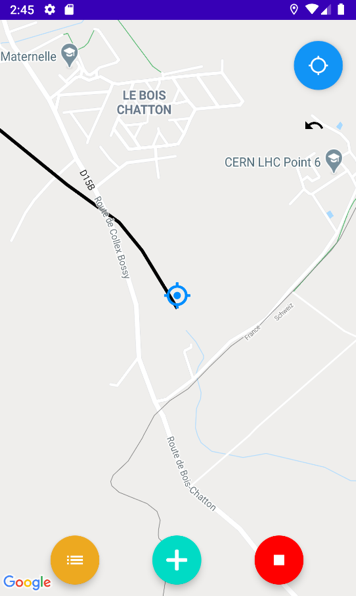 2:45
Maternelle
LE BOIS
CHATTON
CERN LHC Point 6
D15B
Route de Collex Bossy
France
Schweiz
Route de Bois-Chatton
Google